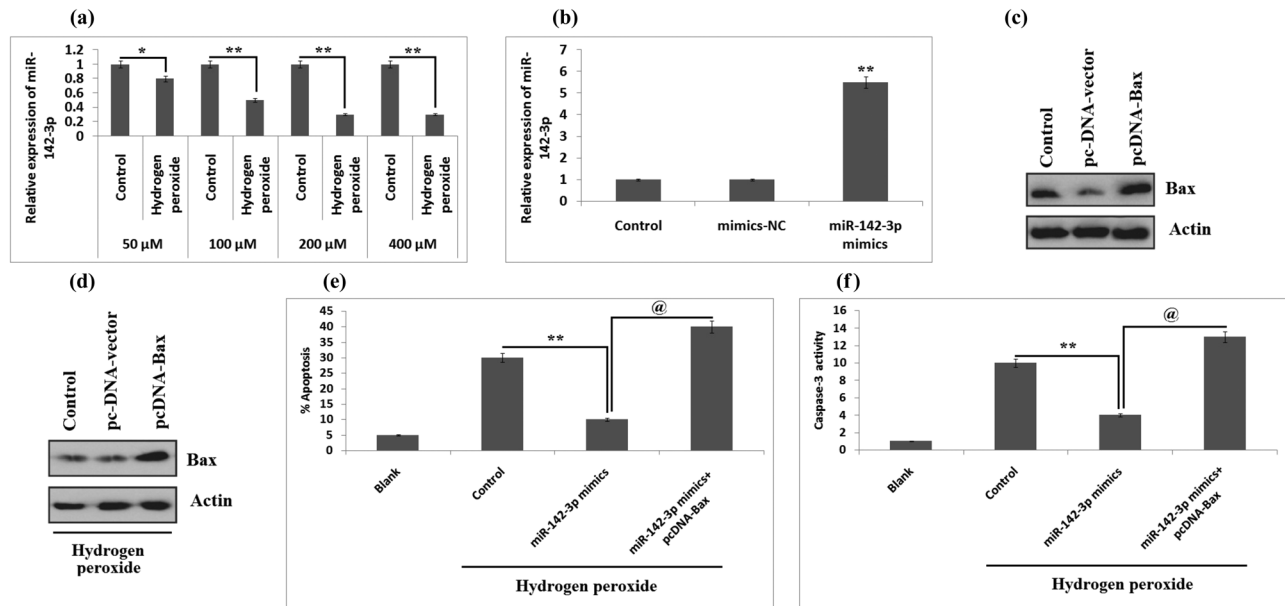 (a)
Relative expression of miR-
142-3p
1.2
1
0.8
0.6
0.4
0.2
0
* ** ** **
Control
Hydrogen
peroxide
Control
Hydrogen
peroxide
Control
Hydrogen
peroxide
Control
Hydrogen
peroxide
50 µM 100 µM 200 µM 400 µM
(b)
Relative expression of miR-
142-3p
7
6
5
4
3
2
1
0
**
Control mimics-NC miR-142-3p
mimics
(c)
Control
pc-DNA-vector
pcDNA-Bax
Bax
Actin
(d)
Control
pc-DNA-vector
pcDNA-Bax
Bax
Actin
Hydrogen
peroxide
(e)
% Apoptosis
45
40
35
30
25
20
15
10
5
0
**
@
Blank
Control
miR-142-3p mimics
miR-142-3p mimics+
pcDNA-Bax
Hydrogen peroxide
(f)
Caspase-3 activity
16
14
12
10
8
6
4
2
0
**
@
Blank
Control
miR-142-3p mimics
miR-142-3p mimics+
pcDNA-Bax
Hydrogen peroxide